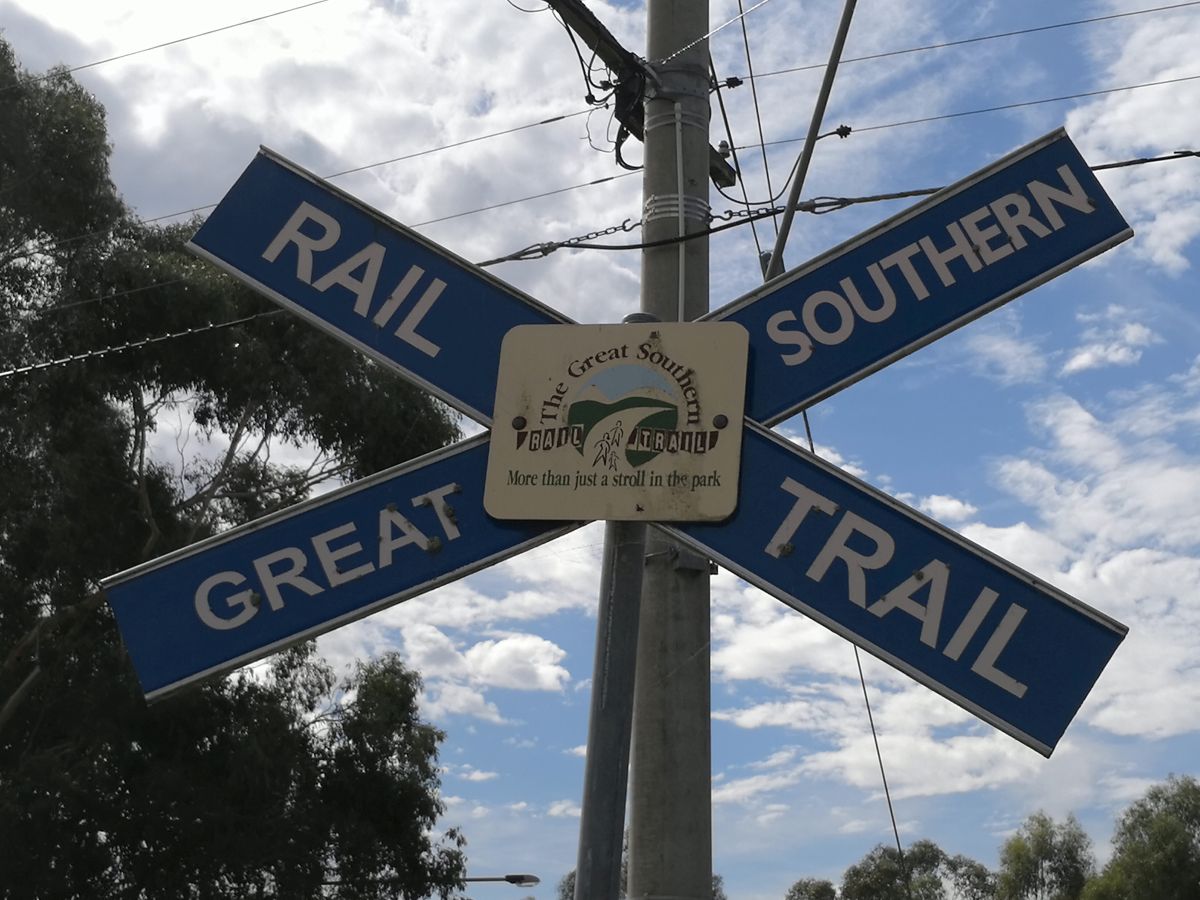 GREAT SOUTHERN
RAIL TRAIL
The Great Southern
RAIL TRAIL
More than just a stroll in the park